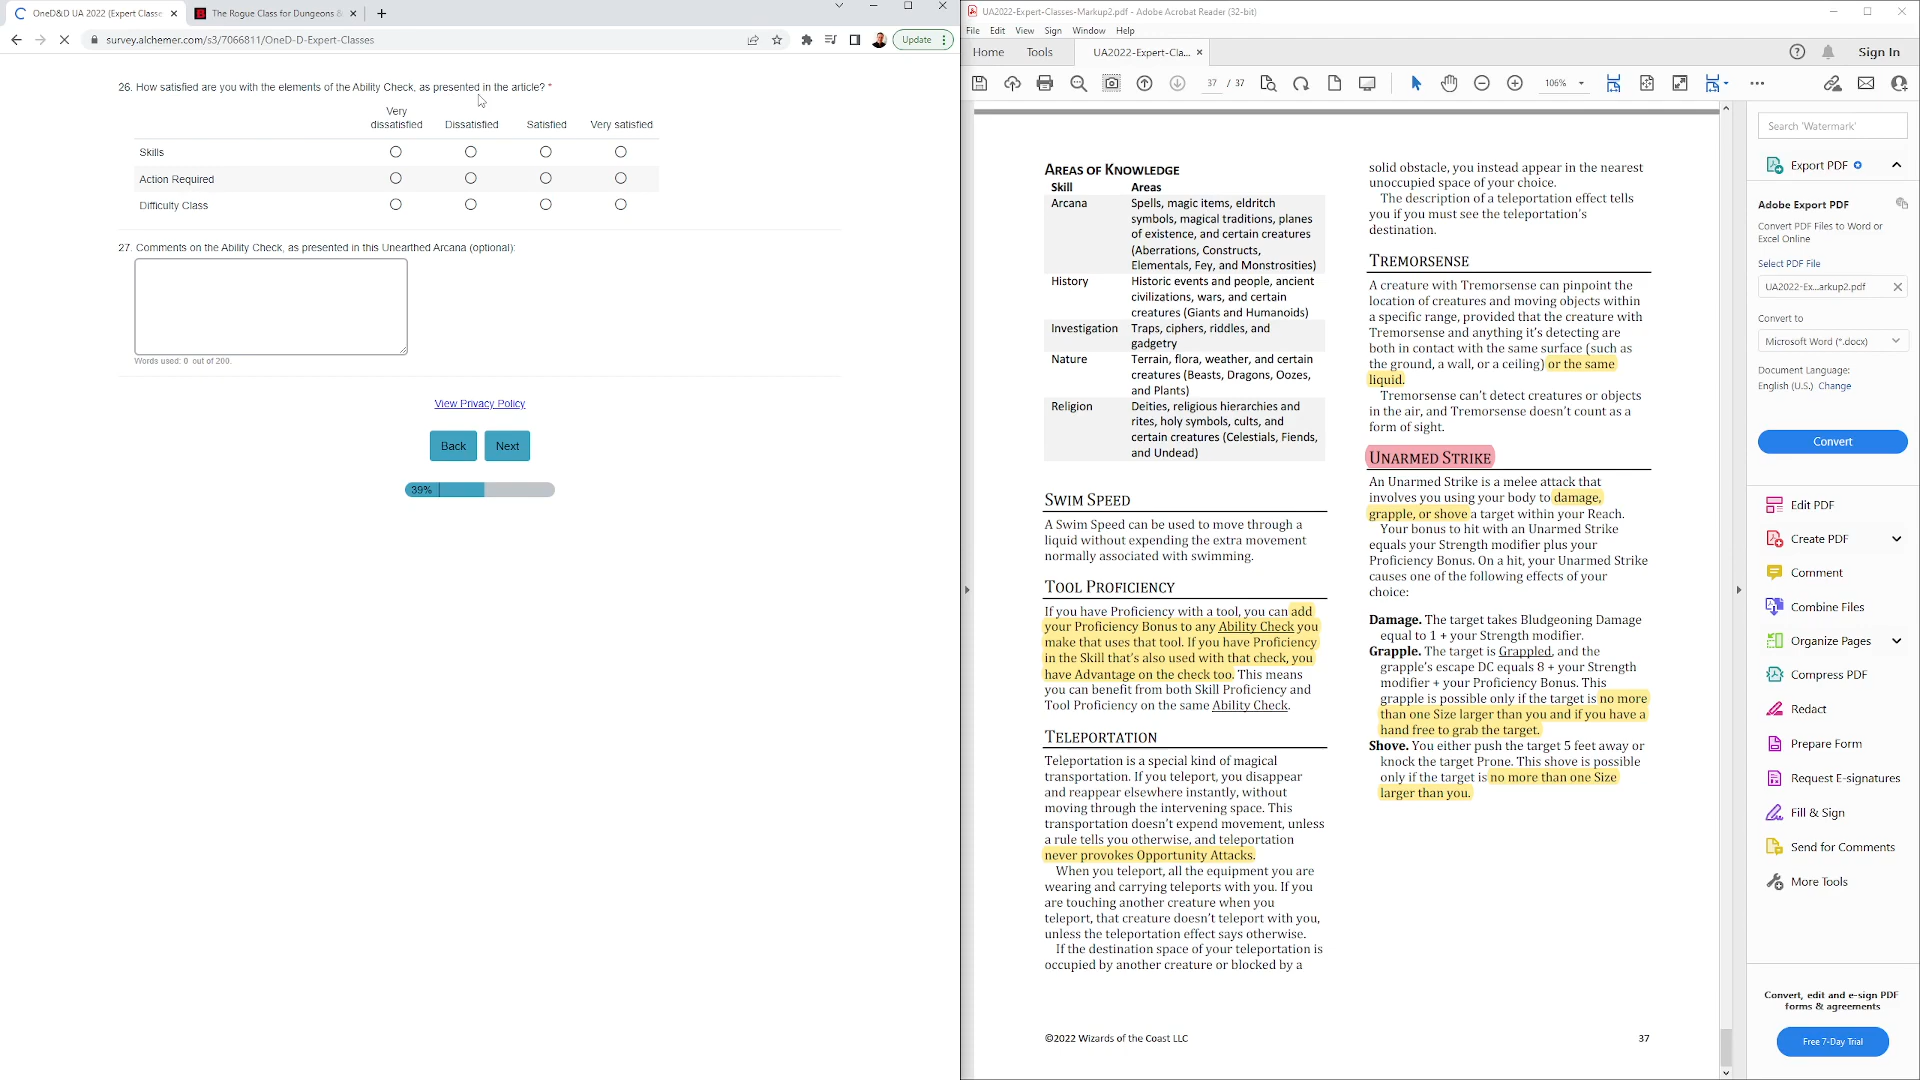 OneD&D UA 2022 (Expert Classe
The Rogue Class for Dungeons &
survey.alchemer.com/s3/7066811/OneD-D-Expert-Classes
Update
26. How satisfied are you with the elements of the Ability Check, as presented in the article? *
Very dissatisfied Dissatisfied Satisfied Very satisfied
Skills
Action Required
Difficulty Class
27. Comments on the Ability Check, as presented in this Unearthed Arcana (optional):
Words used: 0 out of 200.
View Privacy Policy
Back Next
39%
UA2022-Expert-Classes-Markup2.pdf - Adobe Acrobat Reader (32-bit)
File Edit View Sign Window Help
Home Tools UA2022-Expert-Cla... Sign In
37 / 37 106%
AREAS OF KNOWLEDGE
Skill Areas
Arcana Spells, magic items, eldritch
symbols, magical traditions, planes
of existence, and certain creatures
(Aberrations, Constructs,
Elementals, Fey, and Monstrosities)
History Historic events and people, ancient
civilizations, wars, and certain
creatures (Giants and Humanoids)
Investigation Traps, ciphers, riddles, and
gadgetry
Nature Terrain, flora, weather, and certain
creatures (Beasts, Dragons, Oozes,
and Plants)
Religion Deities, religious hierarchies and
rites, holy symbols, cults, and
certain creatures (Celestials, Fiends,
and Undead)
SWIM SPEED
A Swim Speed can be used to move through a
liquid without expending the extra movement
normally associated with swimming.
TOOL PROFICIENCY
If you have Proficiency with a tool, you can add
your Proficiency Bonus to any Ability Check you
make that uses that tool. If you have Proficiency
in the Skill that's also used with that check, you
have Advantage on the check too. This means
you can benefit from both Skill Proficiency and
Tool Proficiency on the same Ability Check.
TELEPORTATION
Teleportation is a special kind of magical
transportation. If you teleport, you disappear
and reappear elsewhere instantly, without
moving through the intervening space. This
transportation doesn't expend movement, unless
a rule tells you otherwise, and teleportation
never provokes Opportunity Attacks.
When you teleport, all the equipment you are
wearing and carrying teleports with you. If you
are touching another creature when you
teleport, that creature doesn't teleport with you,
unless the teleportation effect says otherwise.
If the destination space of your teleportation is
occupied by another creature or blocked by a
solid obstacle, you instead appear in the nearest
unoccupied space of your choice.
The description of a teleportation effect tells
you if you must see the teleportation's
destination.
TREMORSENSE
A creature with Tremorsense can pinpoint the
location of creatures and moving objects within
a specific range, provided that the creature with
Tremorsense and anything it's detecting are
both in contact with the same surface (such as
the ground, a wall, or a ceiling) or the same
liquid.
Tremorsense can't detect creatures or objects
in the air, and Tremorsense doesn't count as a
form of sight.
UNARMED STRIKE
An Unarmed Strike is a melee attack that
involves you using your body to damage,
grapple, or shove a target within your Reach.
Your bonus to hit with an Unarmed Strike
equals your Strength modifier plus your
Proficiency Bonus. On a hit, your Unarmed Strike
causes one of the following effects of your
choice:
Damage. The target takes Bludgeoning Damage
equal to 1 + your Strength modifier.
Grapple. The target is Grappled, and the
grapple's escape DC equals 8 + your Strength
modifier + your Proficiency Bonus. This
grapple is possible only if the target is no more
than one Size larger than you and if you have a
hand free to grab the target.
Shove. You either push the target 5 feet away or
knock the target Prone. This shove is possible
only if the target is no more than one Size
larger than you.
©2022 Wizards of the Coast LLC 37
Search 'Watermark'
Export PDF
Adobe Export PDF
Convert PDF Files to Word or
Excel Online
Select PDF File
UA2022-Ex...arkup2.pdf
Convert to
Microsoft Word (*.docx)
Document Language:
English (U.S.) Change
Convert
Edit PDF
Create PDF
Comment
Combine Files
Organize Pages
Compress PDF
Redact
Prepare Form
Request E-signatures
Fill & Sign
Send for Comments
More Tools
Convert, edit and e-sign PDF
forms & agreements
Free 7-Day Trial